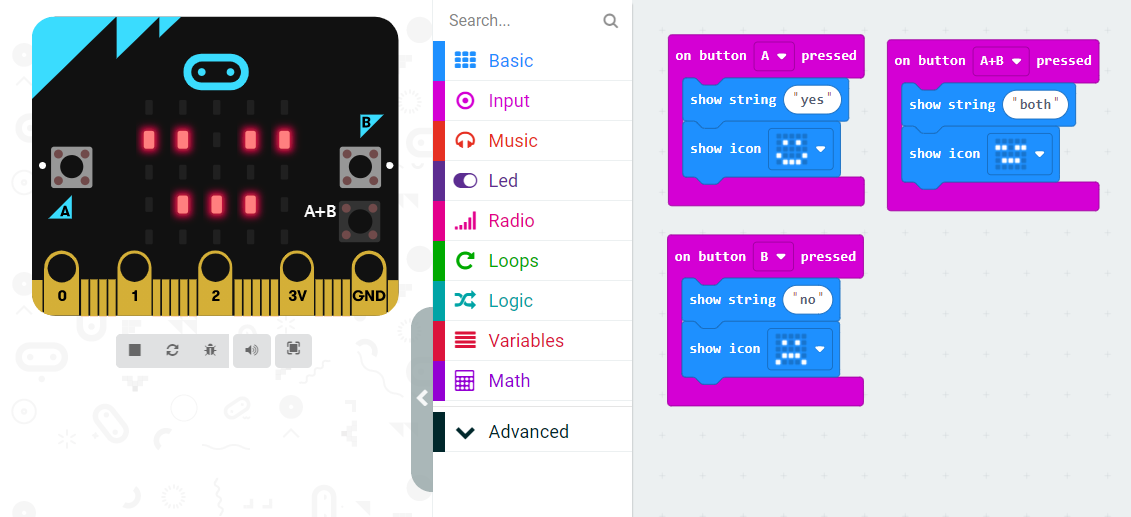 B
A
A+B
0 1 2 3V GND
Search...
Basic
Input
Music
Led
Radio
Loops
Logic
Variables
Math
Advanced
on button A pressed
show string "yes"
show icon
on button A+B pressed
show string "both"
show icon
on button B pressed
show string "no"
show icon